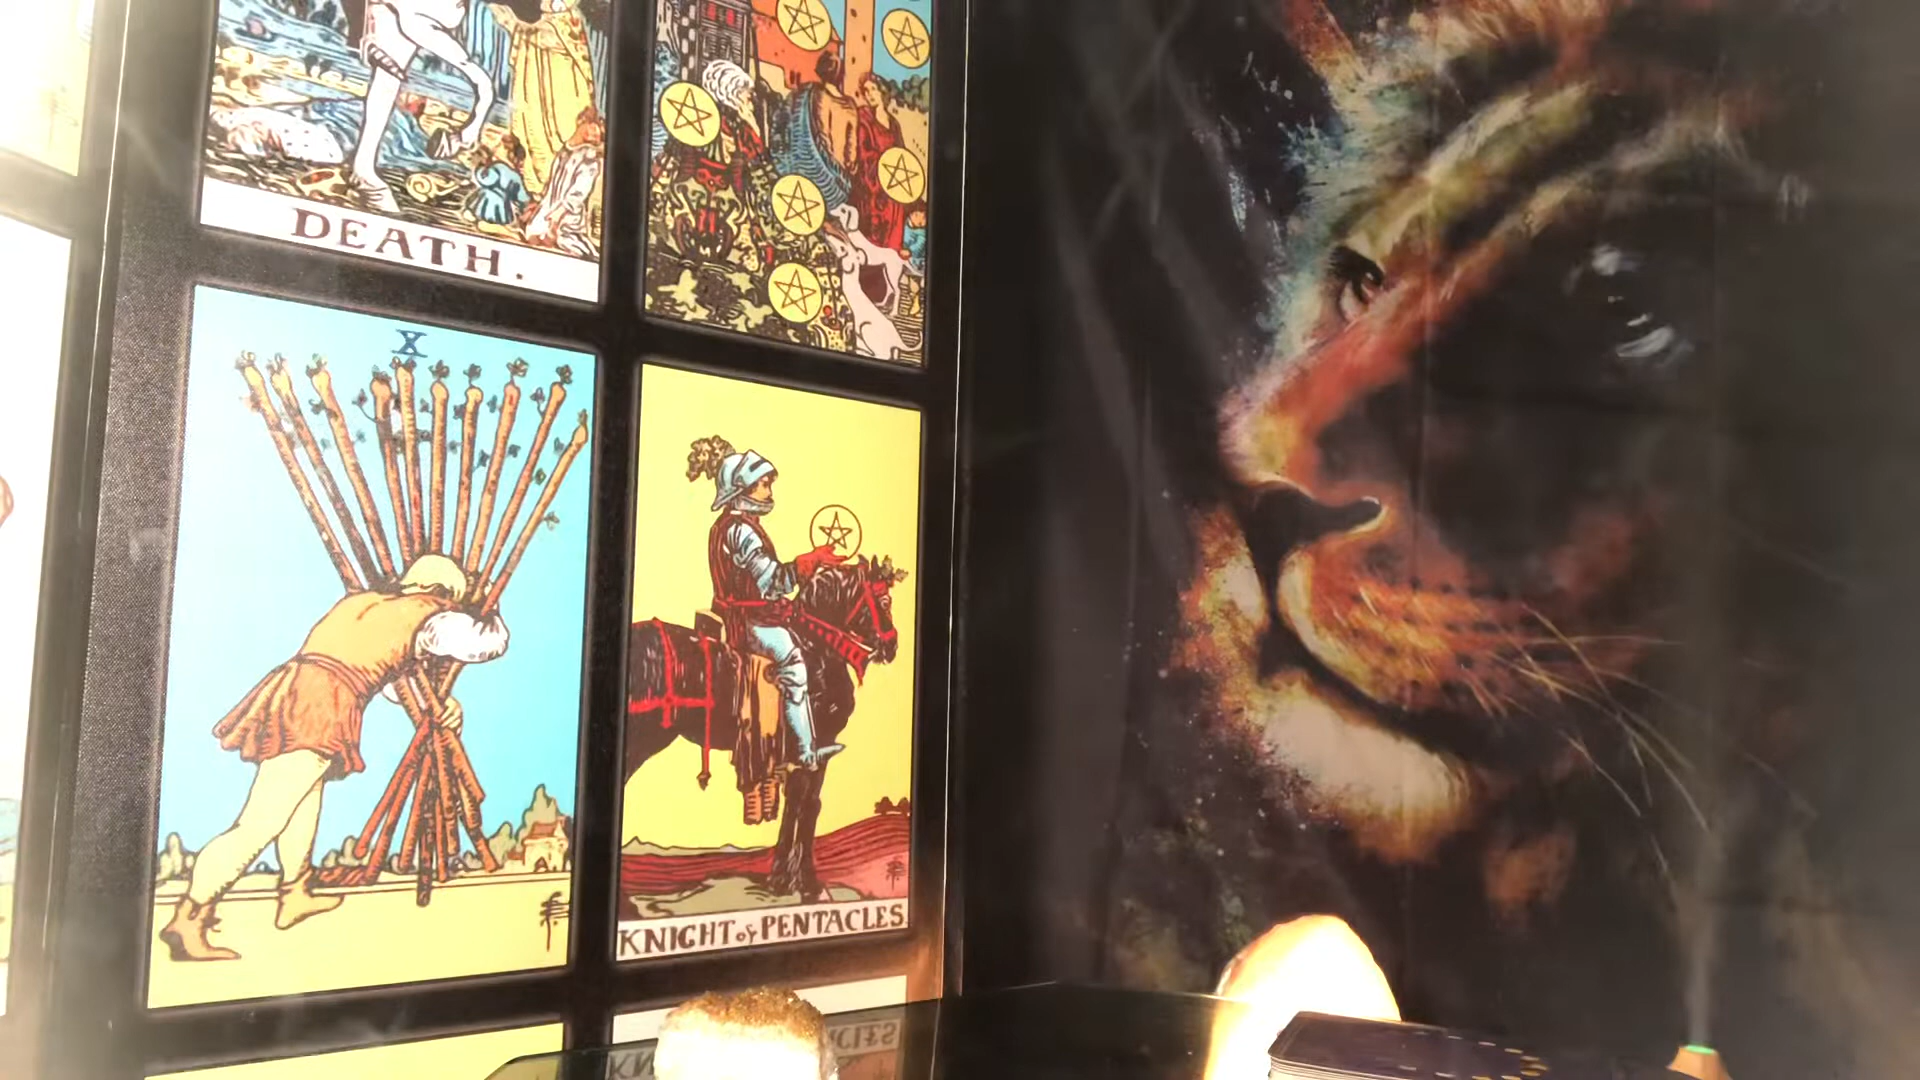 DEATH.
X
KNIGHT of PENTACLES.